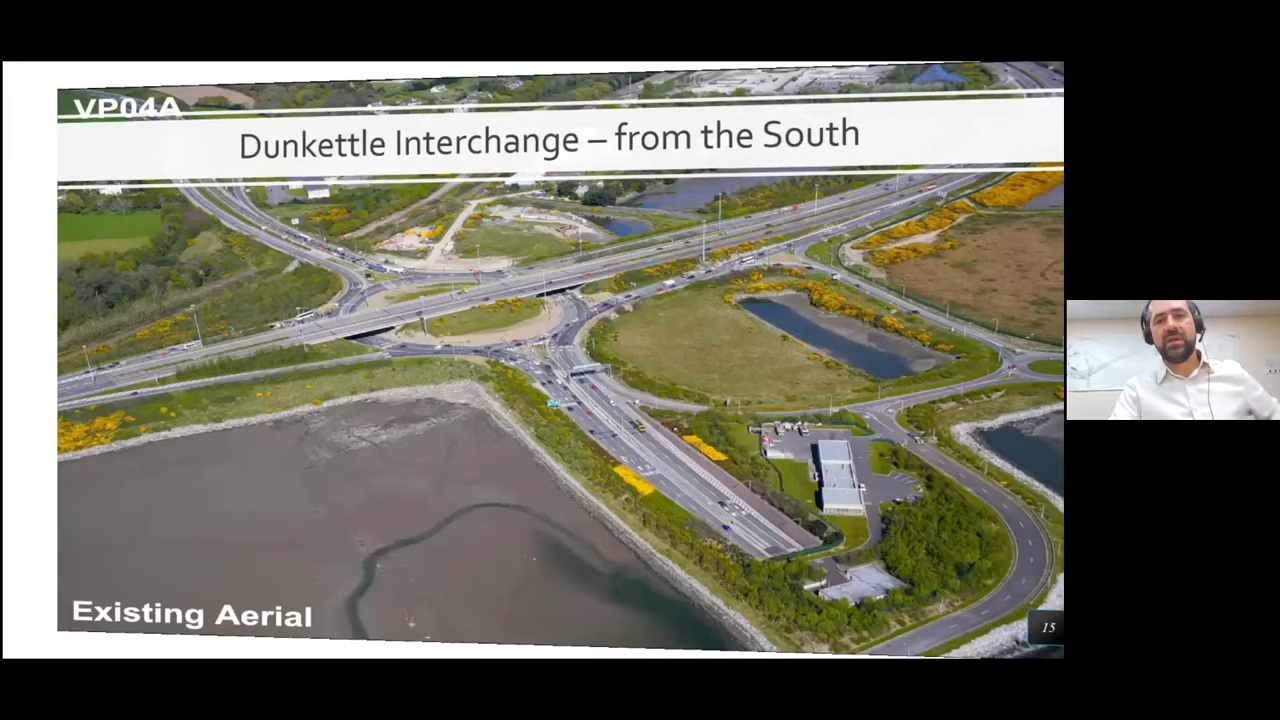 VP04A
Dunkettle Interchange – from the South
Existing Aerial
15